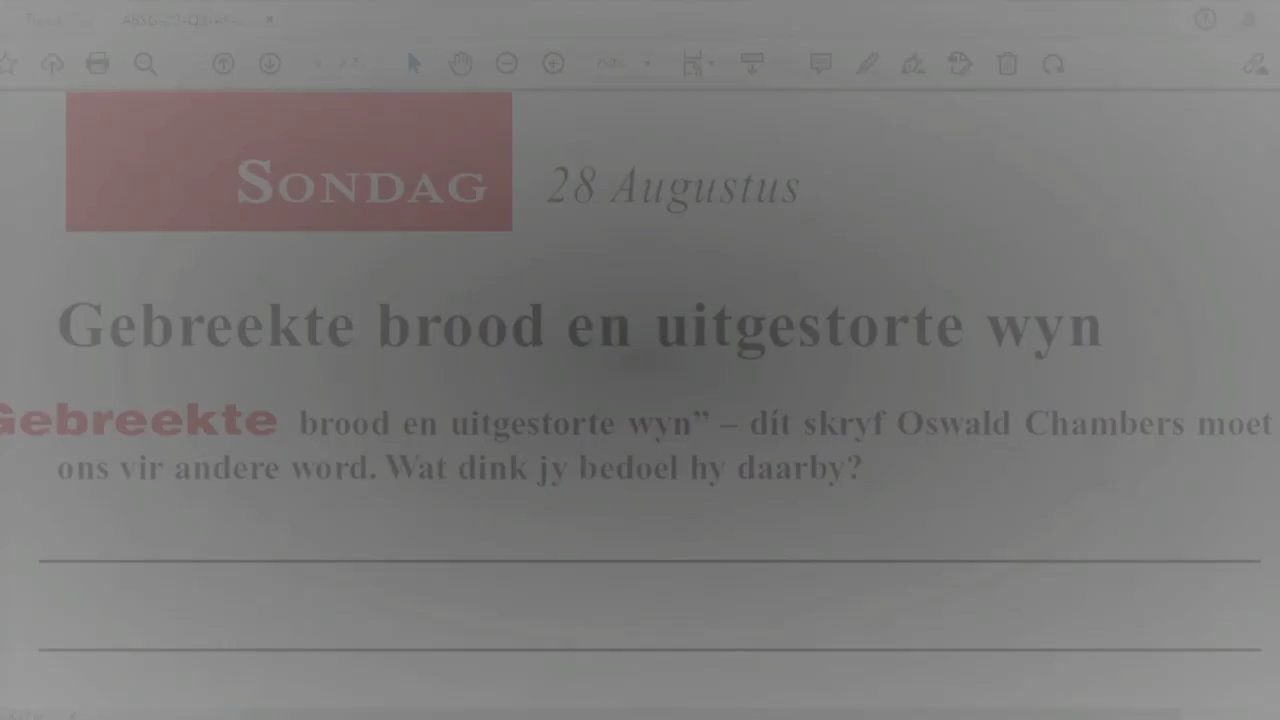 SONDAG 28 Augustus
Gebreekte brood en uitgestorte wyn
Gebreekte brood en uitgestorte wyn” – dít skryf Oswald Chambers moet
ons vir andere word. Wat dink jy bedoel hy daarby?